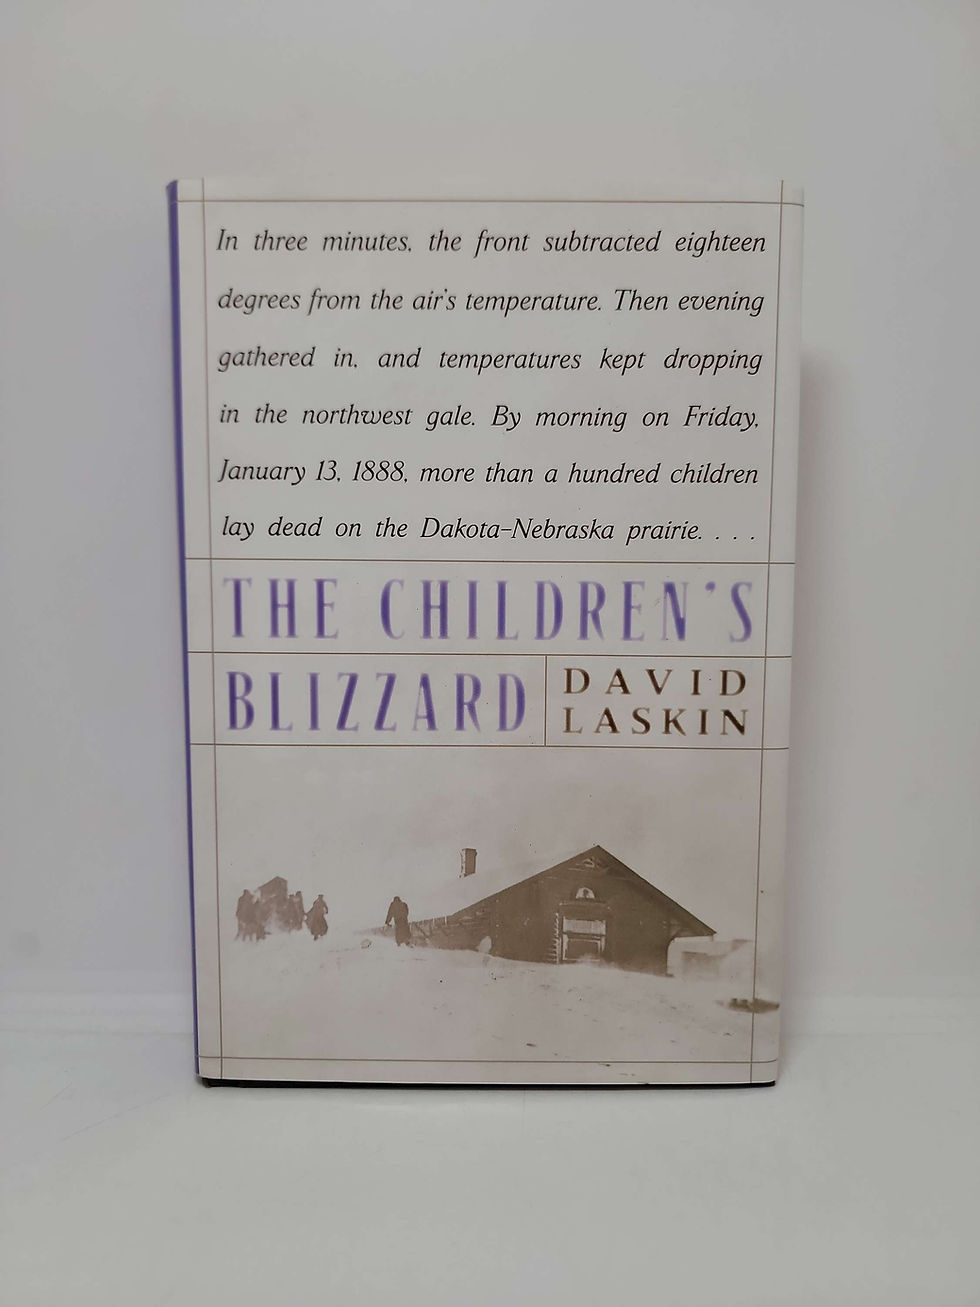 In three minutes, the front subtracted eighteen
degrees from the air's temperature. Then evening
gathered in, and temperatures kept dropping
in the northwest gale. By morning on Friday,
January 13, 1888, more than a hundred children
lay dead on the Dakota–Nebraska prairie. . . .
THE CHILDREN'S
BLIZZARD
DAVID
LASKIN